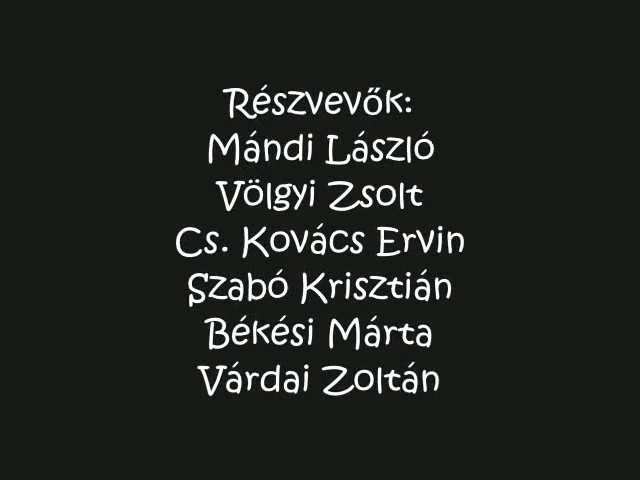 Részvevők:
Mándi László
Völgyi Zsolt
Cs. Kovács Ervin
Szabó Krisztián
Békési Márta
Várdai Zoltán